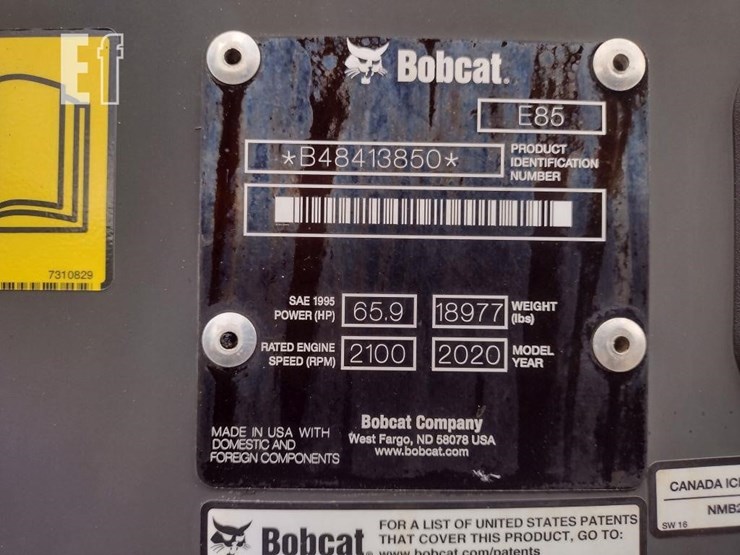 Ef
Bobcat.
E85
*B48413850*
PRODUCT
IDENTIFICATION
NUMBER
7310829
SAE 1995
POWER (HP)
65.9
18977
WEIGHT
(lbs)
RATED ENGINE
SPEED (RPM)
2100
2020
MODEL
YEAR
MADE IN USA WITH
DOMESTIC AND
FOREIGN COMPONENTS
Bobcat Company
West Fargo, ND 58078 USA
www.bobcat.com
Bobcat.
FOR A LIST OF UNITED STATES PATENTS
THAT COVER THIS PRODUCT, GO TO:
www.bobcat.com/patents
CANADA
SW 16